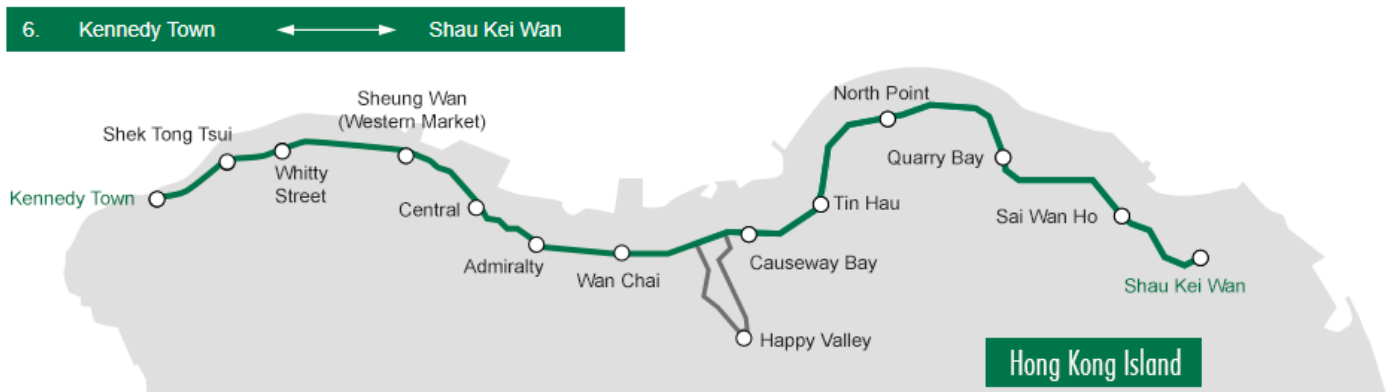 6. Kennedy Town Shau Kei Wan
Sheung Wan
(Western Market)
Shek Tong Tsui
Whitty
Street
Kennedy Town
Central
Admiralty
Wan Chai
Causeway Bay
Happy Valley
Tin Hau
North Point
Quarry Bay
Sai Wan Ho
Shau Kei Wan
Hong Kong Island